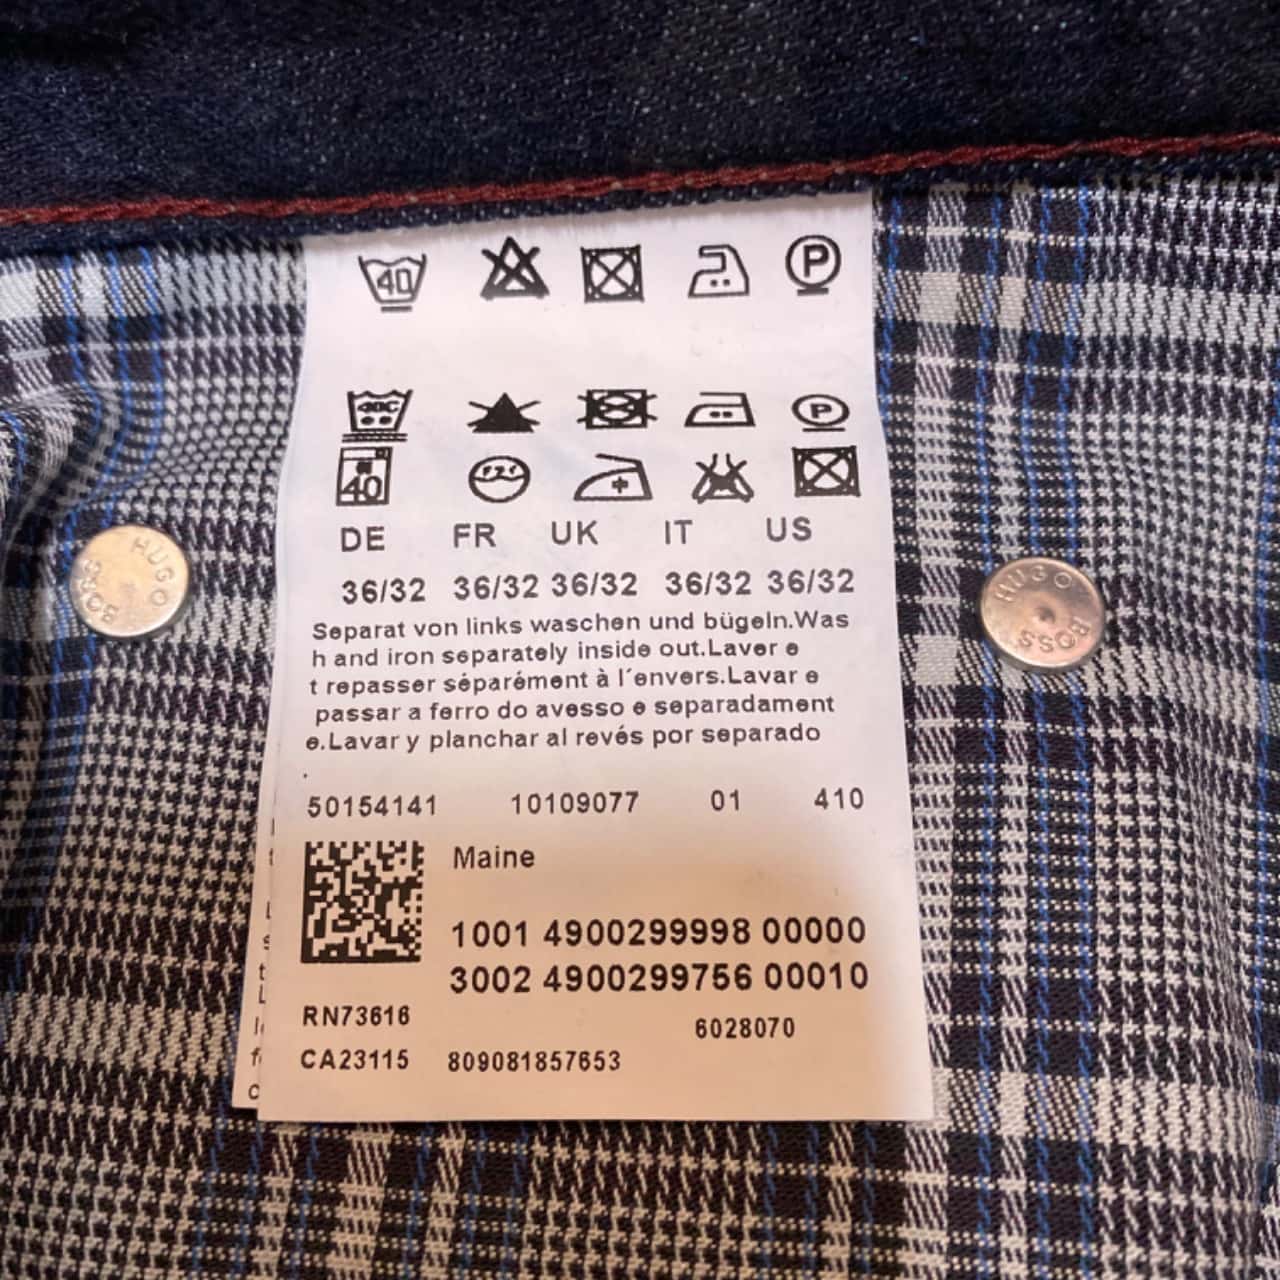 40
P
40C
P
40
DE FR UK IT US
36/32 36/32 36/32 36/32 36/32
Separat von links waschen und bügeln.Was
h and iron separately inside out.Laver e
t repasser séparément à l´envers.Lavar e
passar a ferro do avesso e separadament
e.Lavar y planchar al revés por separado
.
50154141 10109077 01 410
Maine
1001 4900299998 00000
3002 4900299756 00010
RN73616
6028070
CA23115 809081857653
HUGO BOSS
HUGO BOSS